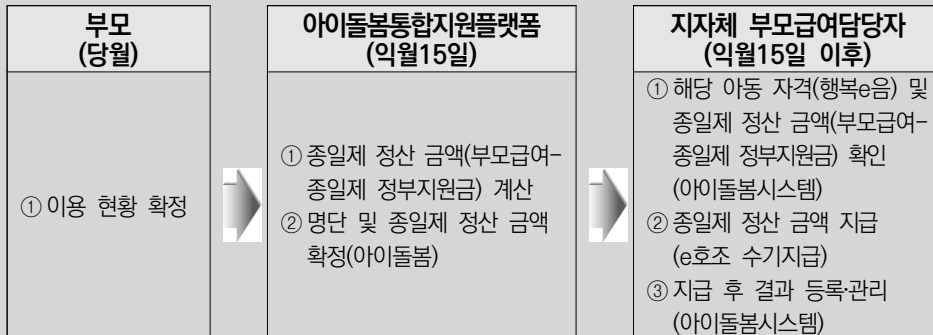 부모
(당월)
① 이용 현황 확정
아이돌봄통합지원플랫폼
(익월15일)
① 종일제 정산 금액(부모급여-
종일제 정부지원금) 계산
② 명단 및 종일제 정산 금액
확정(아이돌봄)
지자체 부모급여담당자
(익월15일 이후)
① 해당 아동 자격(행복e음) 및
종일제 정산 금액(부모급여-
종일제 정부지원금) 확인
(아이돌봄시스템)
② 종일제 정산 금액 지급
(e호조 수기지급)
③ 지급 후 결과 등록·관리
(아이돌봄시스템)